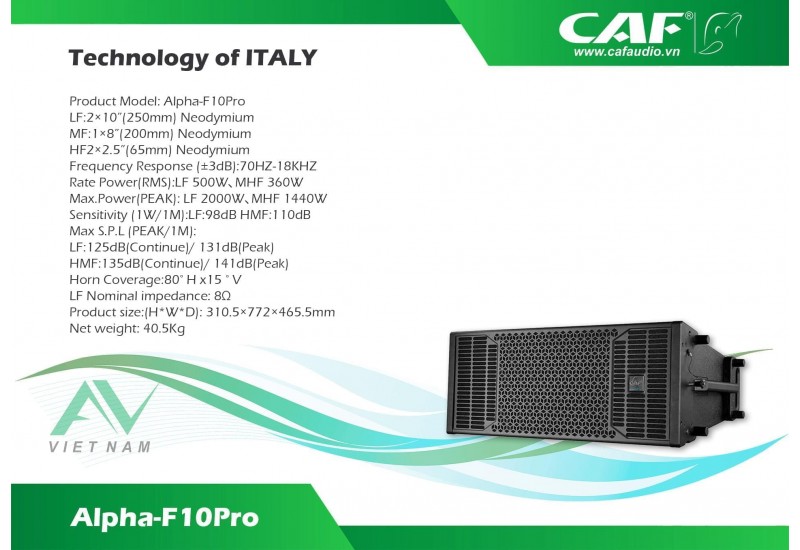 CAF®
www.cafaudio.vn
Technology of ITALY
Product Model: Alpha-F10Pro
LF:2×10"(250mm) Neodymium
MF:1×8"(200mm) Neodymium
HF2×2.5"(65mm) Neodymium
Frequency Response (±3dB):70HZ-18KHZ
Rate Power(RMS):LF 500W、MHF 360W
Max.Power(PEAK): LF 2000W、MHF 1440W
Sensitivity (1W/1M):LF:98dB HMF:110dB
Max S.P.L (PEAK/1M):
LF:125dB(Continue)/ 131dB(Peak)
HMF:135dB(Continue)/ 141dB(Peak)
Horn Coverage:80° H x15 ° V
LF Nominal impedance: 8Ω
Product size:(H*W*D): 310.5×772×465.5mm
Net weight: 40.5Kg
CAF
AV
VIET NAM
Alpha-F10Pro